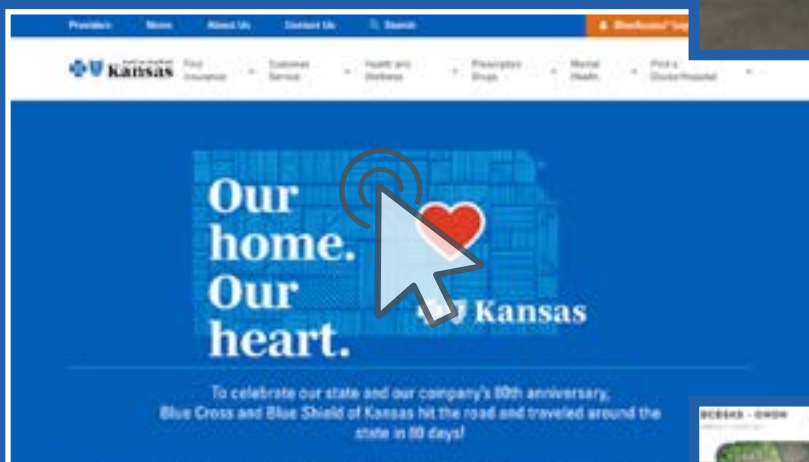 Providers News About Us Contact Us Search
Kansas Find Insurance Customer Service Health and Wellness Prescription Drugs Mental Health Find a Doctor/Hospital
Our
home.
Our
heart.
Kansas
To celebrate our state and our company's 80th anniversary,
Blue Cross and Blue Shield of Kansas hit the road and traveled around the
state in 80 days!
BCBSKS - OHOH